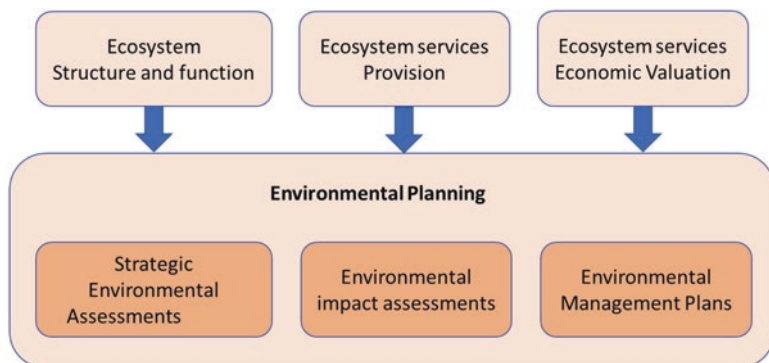 Ecosystem
Structure and function
Ecosystem services
Provision
Ecosystem services
Economic Valuation
Environmental Planning
Strategic
Environmental
Assessments
Environmental
impact assessments
Environmental
Management Plans